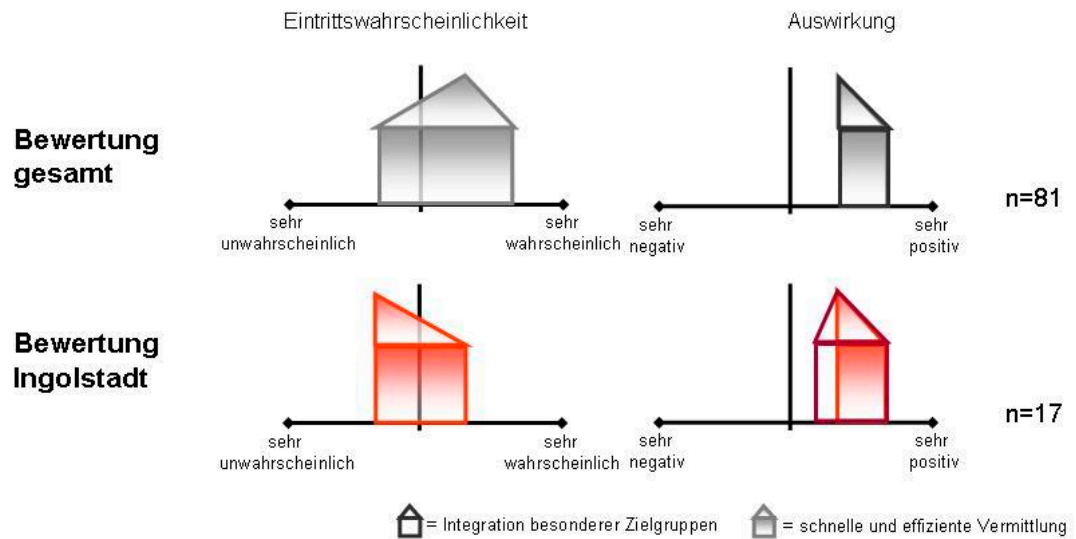 Eintrittswahrscheinlichkeit
Auswirkung
Bewertung
gesamt
n=81
sehr
unwahrscheinlich
sehr
wahrscheinlich
sehr
negativ
sehr
positiv
Bewertung
Ingolstadt
n=17
sehr
unwahrscheinlich
sehr
wahrscheinlich
sehr
negativ
sehr
positiv
= Integration besonderer Zielgruppen
= schnelle und effiziente Vermittlung